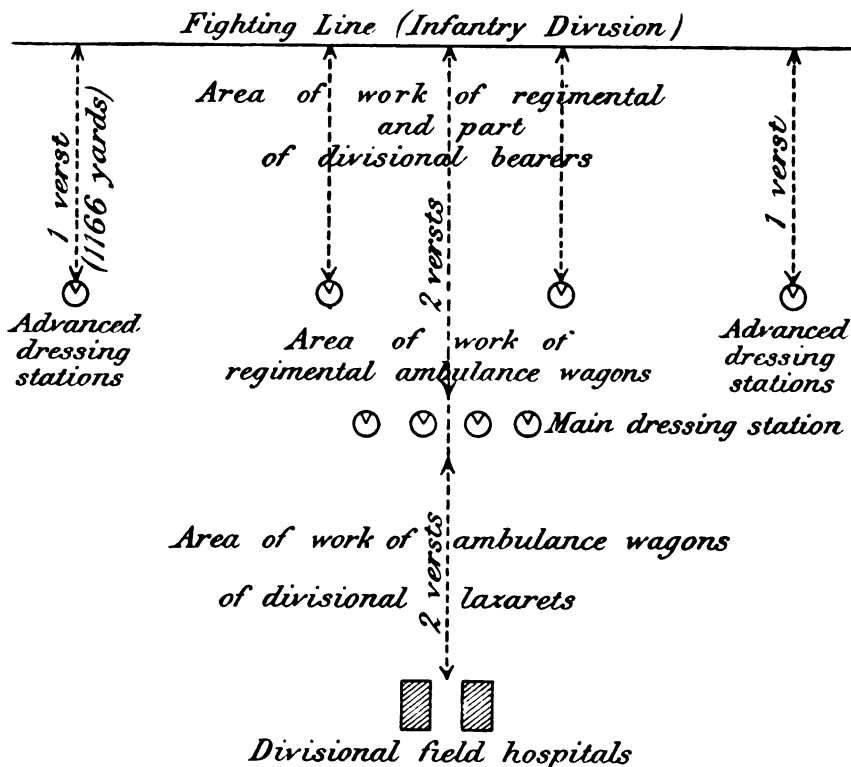 Fighting Line (Infantry Division)
Area of work of regimental
and part
of divisional bearers
1 verst
(1166 yards)
2 versts
1 verst
Advanced
dressing
stations
Area of work of
regimental ambulance wagons
Advanced
dressing
stations
Main dressing station
Area of work of ambulance wagons
of divisional laxarets
2 versts
Divisional field hospitals